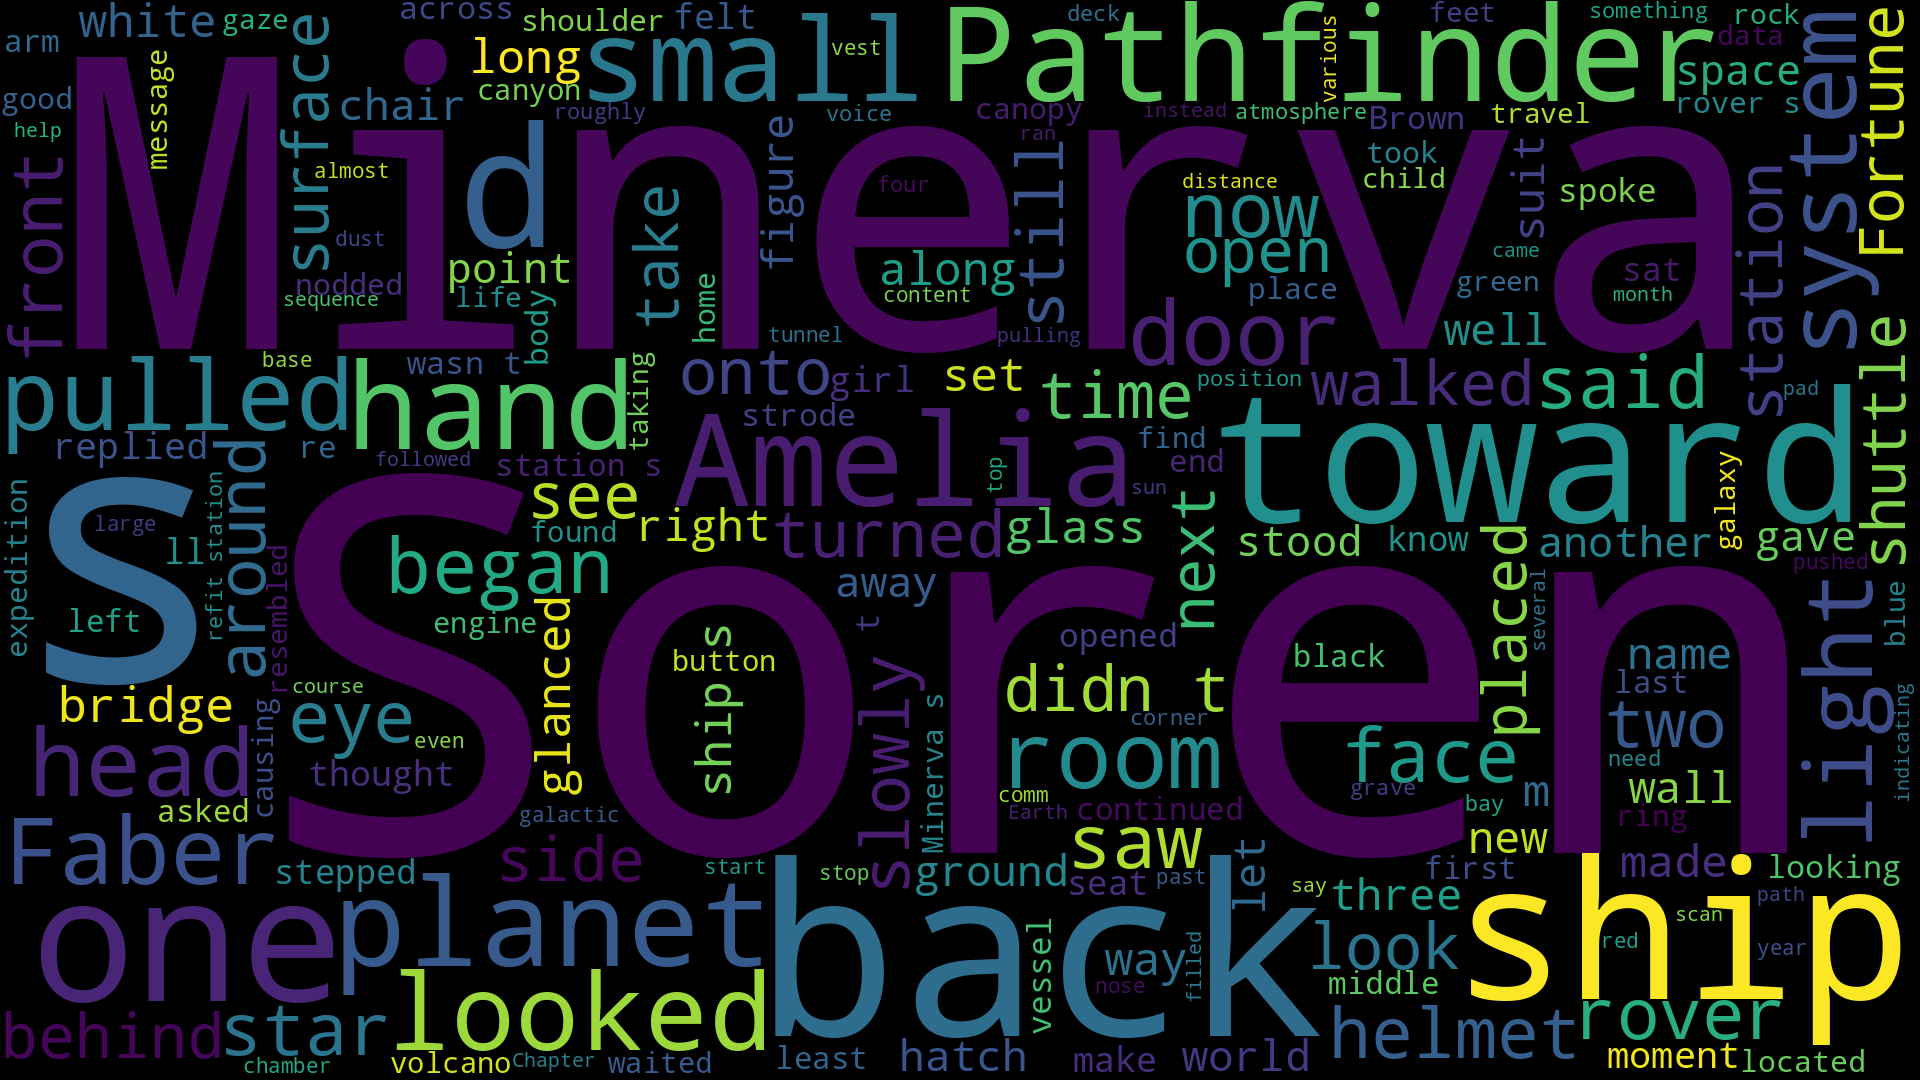 arm white gaze across shoulder felt deck feet something rock
good message surface long small vest Pathfinder various data
help chair canyon roughly voice canopy instead atmosphere Brown travel space rover s system Fortune
front Minerva
almost d take figure four still ran distance now took child suit spoke station
dust nodded point life sequence body home along content open place came green sat month
base wasn t tunnel pulling door well
pulled hand taking onto girl set time position walked said shuttle pad
replied around re followed station s strode Amelia top find end sun toward galaxy
expedition large ll refit station see found right turned glass next stood know another gave
S Soren
left resembled began engine away t opened several pushed blue
bridge causing course eye even glanced ship s button slowly Minerva s didn t corner black placed name last light
head thought room face two need indicating
asked galactic comm Earth continued grave bay m wall ring
Faber stepped side start stop ground saw seat past let say three first new made looking
one planet back vessel way filled look scan path ship
looked nose middle red year
behind star volcano Chapter waited least hatch make world helmet rover moment located
chamber